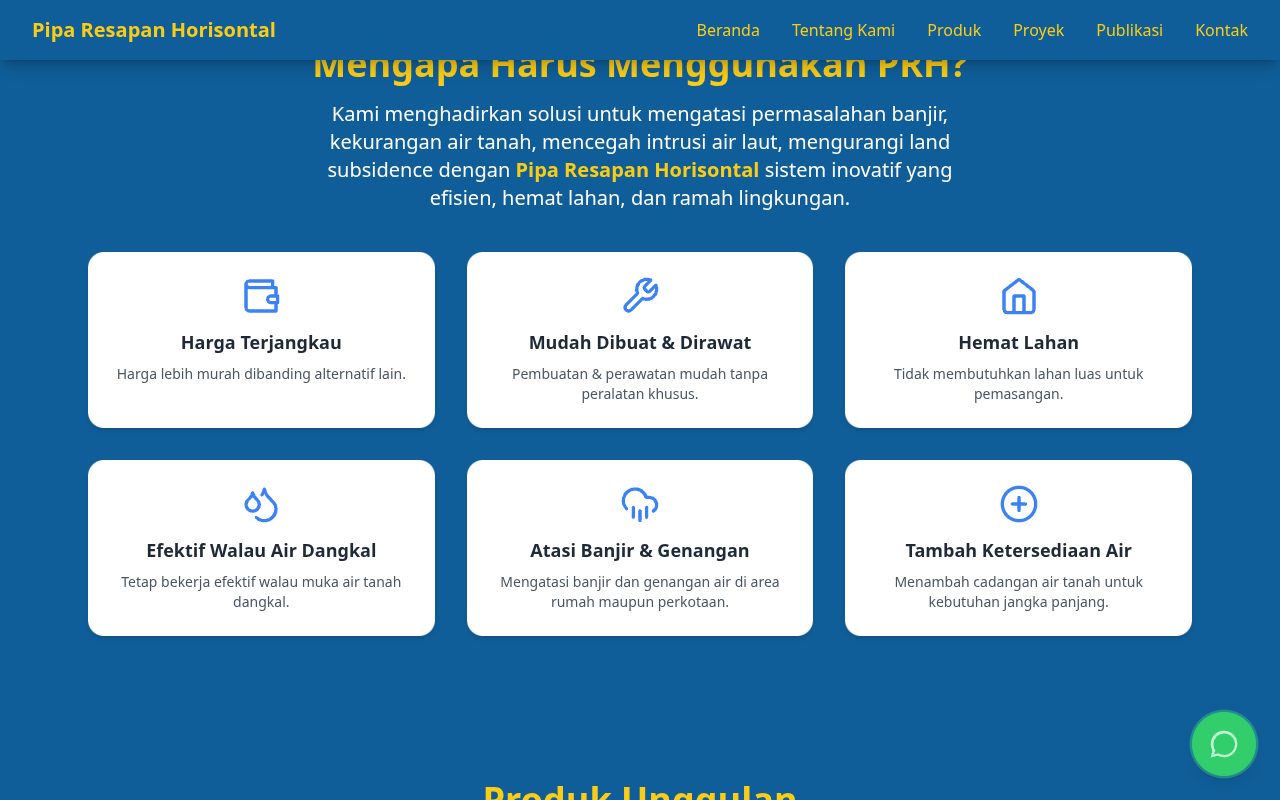 Pipa Resapan Horisontal
Beranda
Tentang Kami
Produk
Proyek
Publikasi
Kontak
Mengapa Harus Menggunakan PRH?
Kami menghadirkan solusi untuk mengatasi permasalahan banjir,
kekurangan air tanah, mencegah intrusi air laut, mengurangi land
subsidence dengan Pipa Resapan Horisontal sistem inovatif yang
efisien, hemat lahan, dan ramah lingkungan.
Harga Terjangkau
Harga lebih murah dibanding alternatif lain.
Mudah Dibuat & Dirawat
Pembuatan & perawatan mudah tanpa
peralatan khusus.
Hemat Lahan
Tidak membutuhkan lahan luas untuk
pemasangan.
Efektif Walau Air Dangkal
Tetap bekerja efektif walau muka air tanah
dangkal.
Atasi Banjir & Genangan
Mengatasi banjir dan genangan air di area
rumah maupun perkotaan.
Tambah Ketersediaan Air
Menambah cadangan air tanah untuk
kebutuhan jangka panjang.
Produk Unggulan